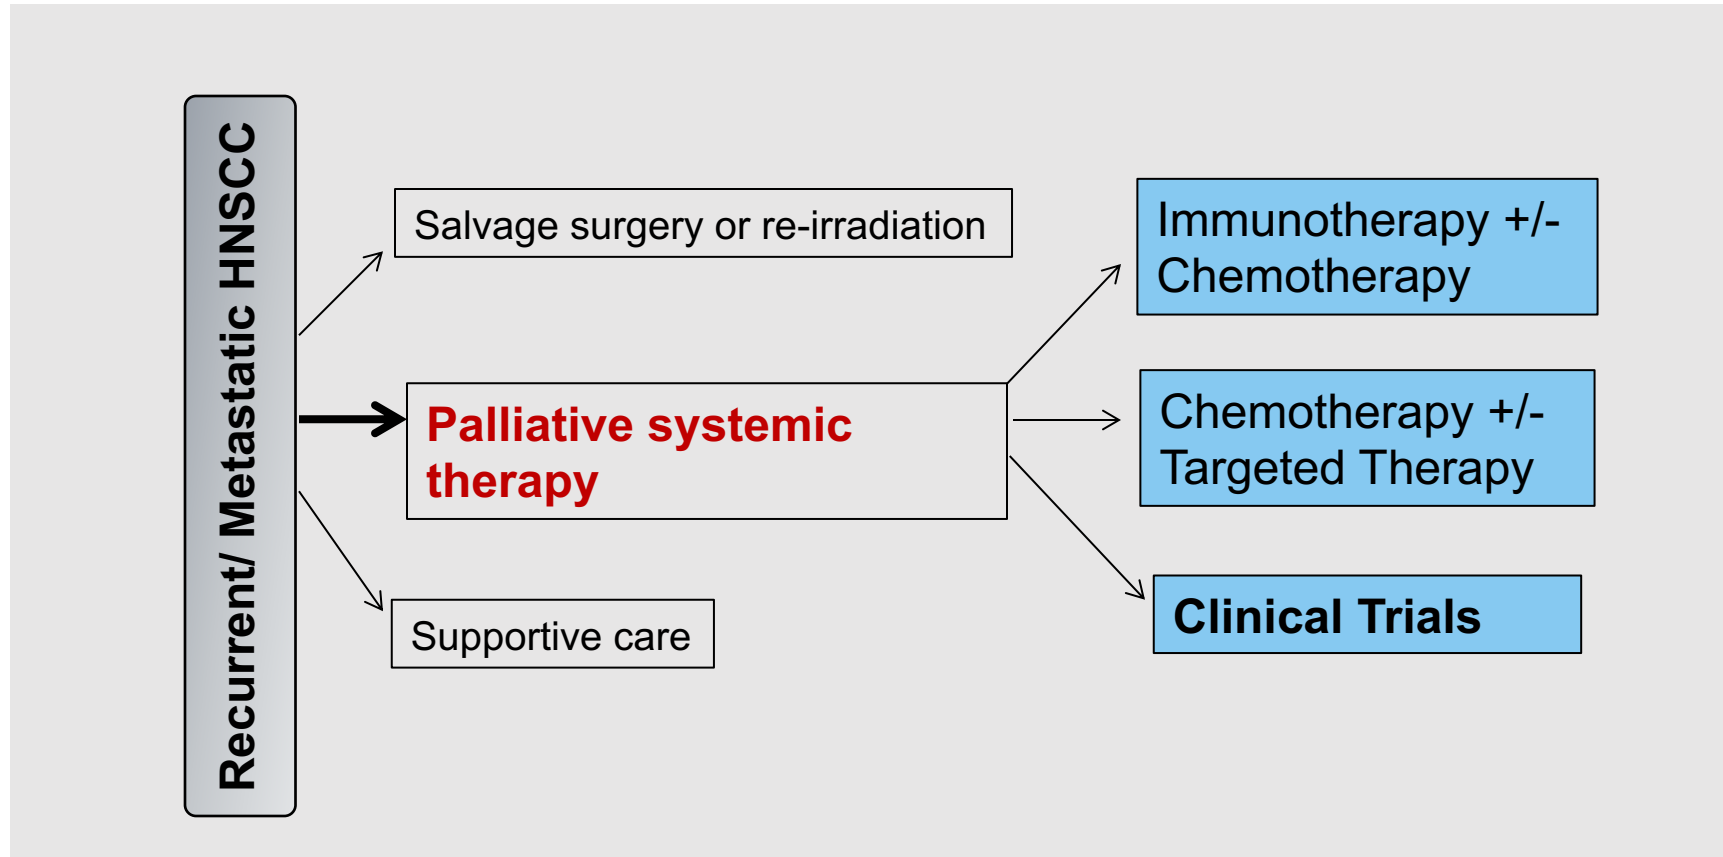 Recurrent/ Metastatic HNSCC
Salvage surgery or re-irradiation
Palliative systemic
therapy
Supportive care
Immunotherapy +/-
Chemotherapy
Chemotherapy +/-
Targeted Therapy
Clinical Trials